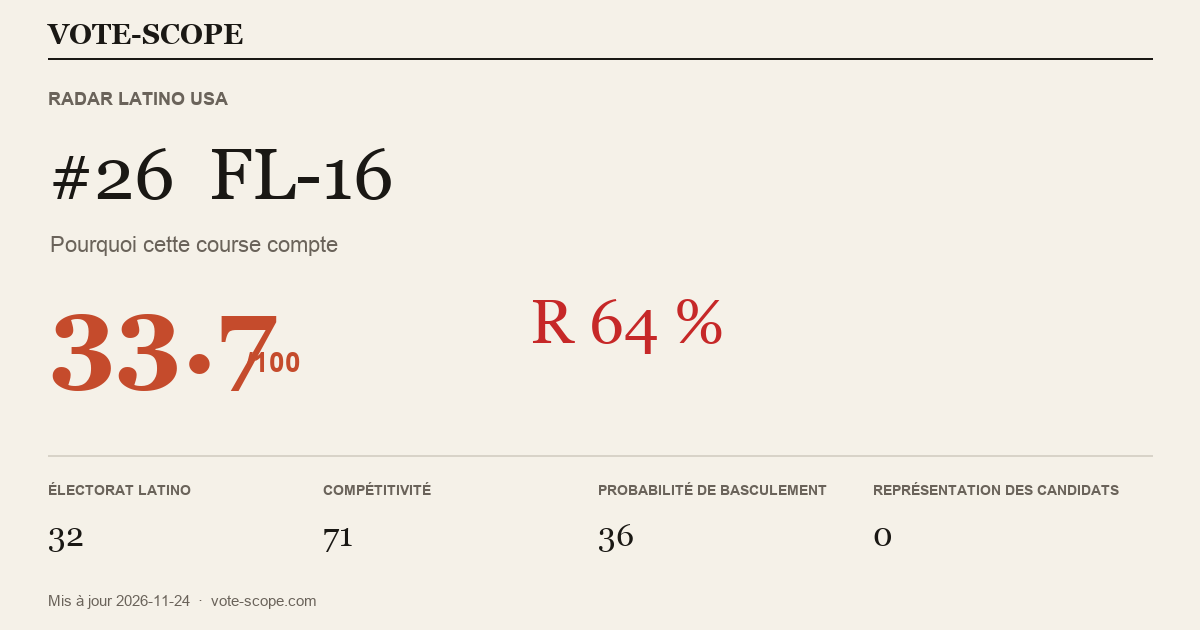 VOTE-SCOPE
RADAR LATINO USA
#26 FL-16
Pourquoi cette course compte
33.7/100
R 64 %
ÉLECTORAT LATINO
32
COMPÉTITIVITÉ
71
PROBABILITÉ DE BASCULEMENT
36
REPRÉSENTATION DES CANDIDATS
0
Mis à jour 2026-11-24 · vote-scope.com